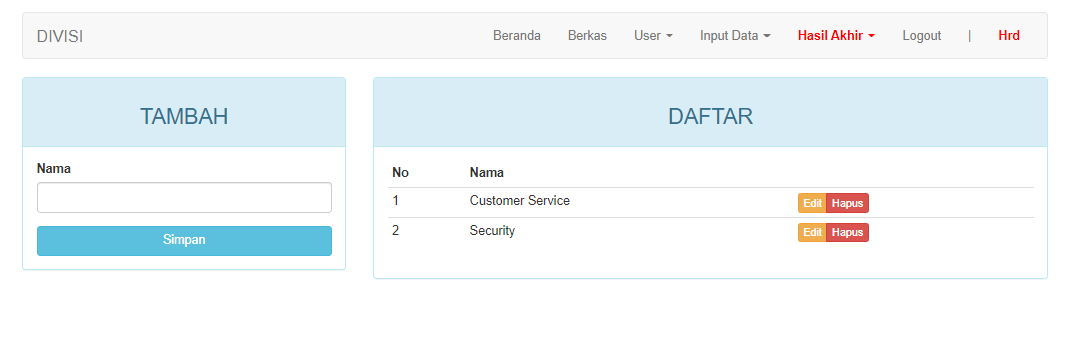 DIVISI Beranda Berkas User Input Data Hasil Akhir Logout | Hrd
TAMBAH
Nama
Simpan
DAFTAR
No Nama
1 Customer Service Edit Hapus
2 Security Edit Hapus